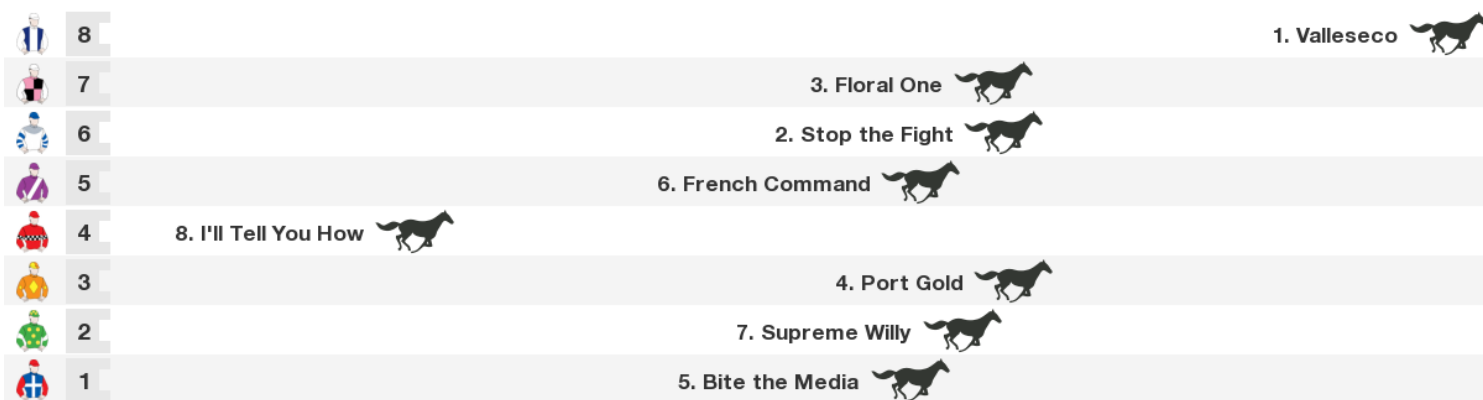 8 1. Valleseco
7 3. Floral One
6 2. Stop the Fight
5 6. French Command
4 8. I'll Tell You How
3 4. Port Gold
2 7. Supreme Willy
1 5. Bite the Media